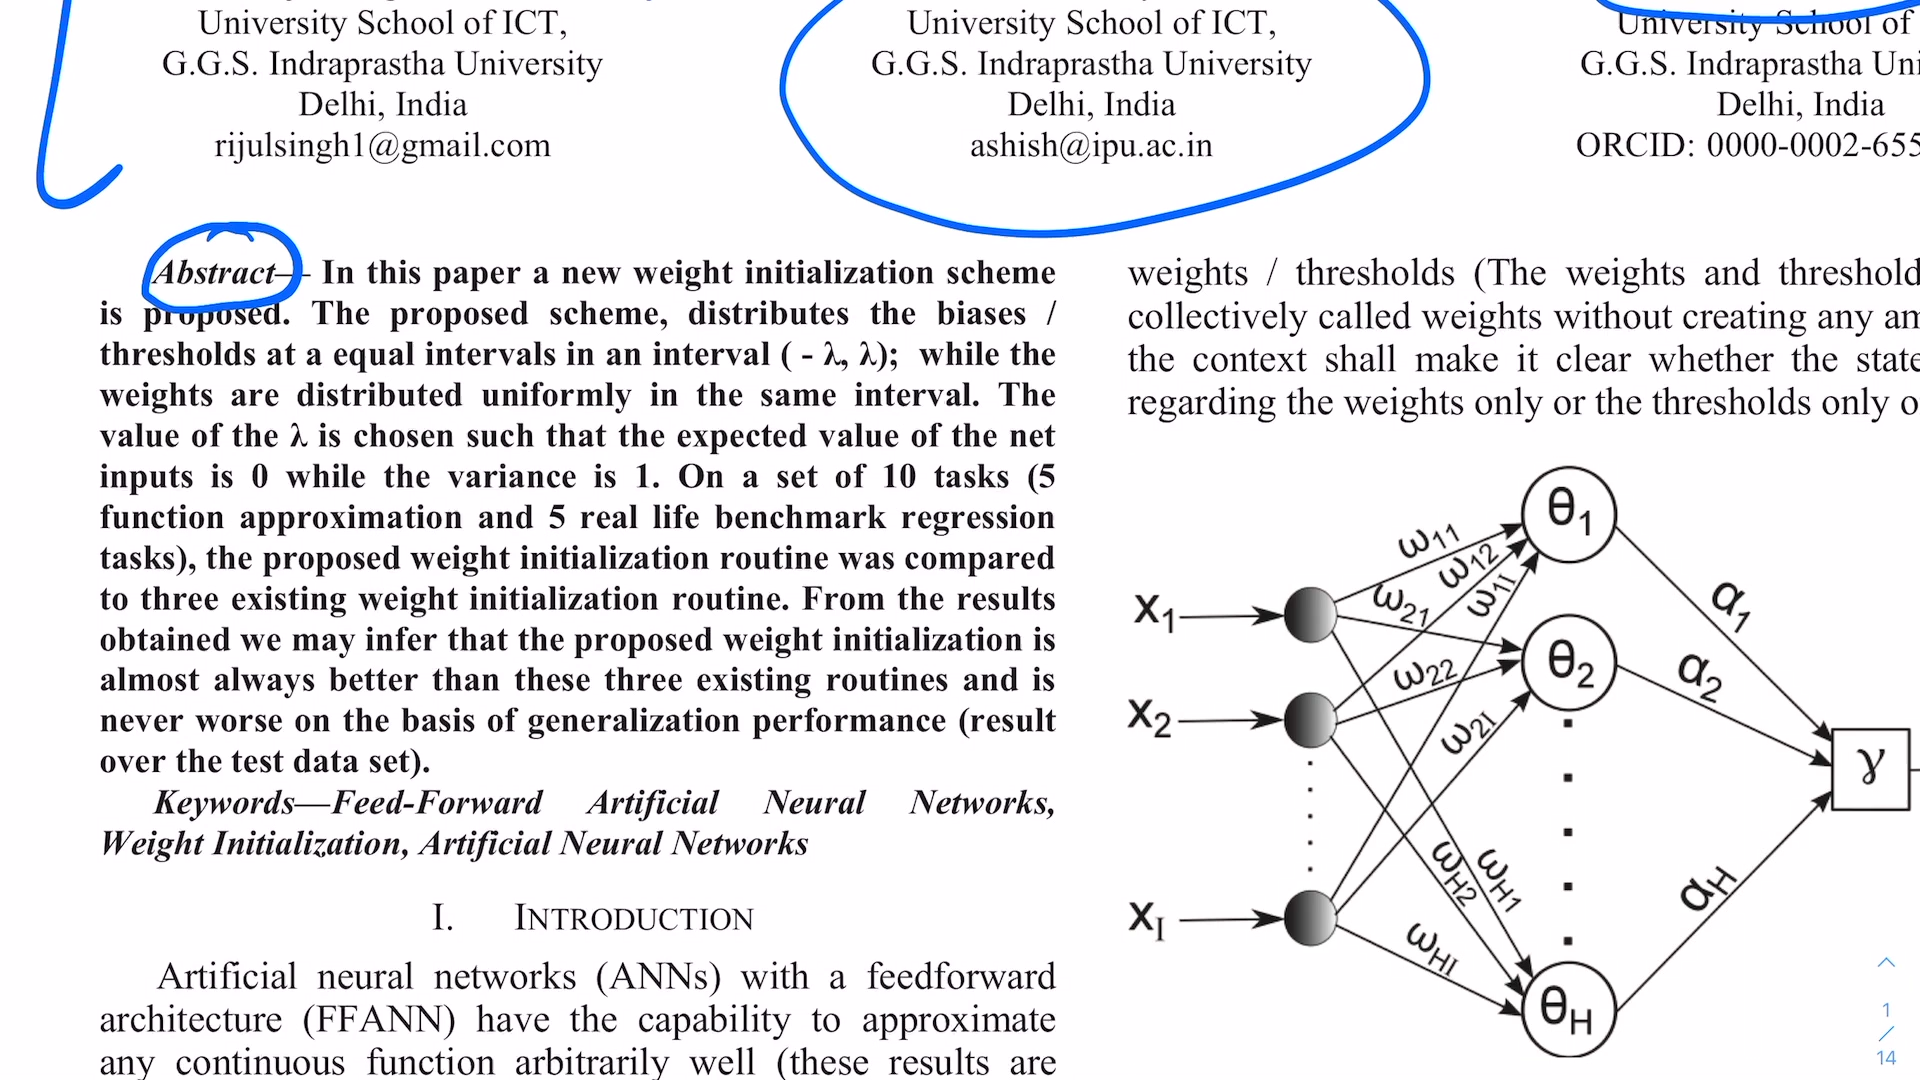 University School of ICT,
G.G.S. Indraprastha University
Delhi, India
rijulsingh1@gmail.com
University School of ICT,
G.G.S. Indraprastha University
Delhi, India
ashish@ipu.ac.in
University School of
G.G.S. Indraprastha Uni
Delhi, India
ORCID: 0000-0002-655
Abstract— In this paper a new weight initialization scheme
is proposed. The proposed scheme, distributes the biases /
thresholds at a equal intervals in an interval ( - λ, λ); while the
weights are distributed uniformly in the same interval. The
value of the λ is chosen such that the expected value of the net
inputs is 0 while the variance is 1. On a set of 10 tasks (5
function approximation and 5 real life benchmark regression
tasks), the proposed weight initialization routine was compared
to three existing weight initialization routine. From the results
obtained we may infer that the proposed weight initialization is
almost always better than these three existing routines and is
never worse on the basis of generalization performance (result
over the test data set).
Keywords—Feed-Forward Artificial Neural Networks,
Weight Initialization, Artificial Neural Networks
I. INTRODUCTION
Artificial neural networks (ANNs) with a feedforward
architecture (FFANN) have the capability to approximate
any continuous function arbitrarily well (these results are
weights / thresholds (The weights and threshold
collectively called weights without creating any am
the context shall make it clear whether the state
regarding the weights only or the thresholds only o
x1
x2
xI
ω11
ω12
ω1I
ω21
ω22
ω2I
ωH1
ωH2
ωHI
θ1
θ2
θH
α1
α2
αH
γ
1
/
14